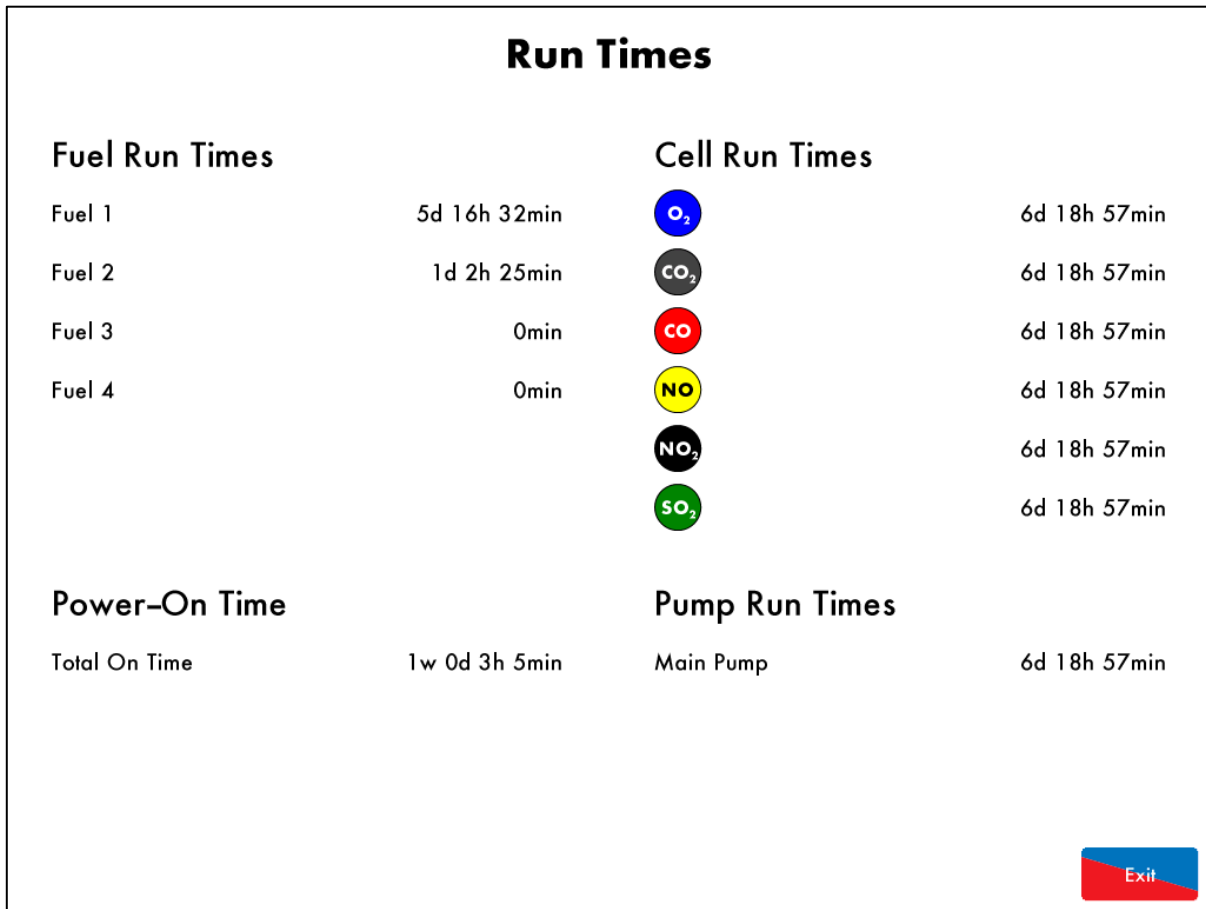 Run Times
Fuel Run Times
Fuel 1 5d 16h 32min
Fuel 2 1d 2h 25min
Fuel 3 0min
Fuel 4 0min
Cell Run Times
O₂ 6d 18h 57min
CO₂ 6d 18h 57min
CO 6d 18h 57min
NO 6d 18h 57min
NO₂ 6d 18h 57min
SO₂ 6d 18h 57min
Power–On Time
Total On Time 1w 0d 3h 5min
Pump Run Times
Main Pump 6d 18h 57min
Exit